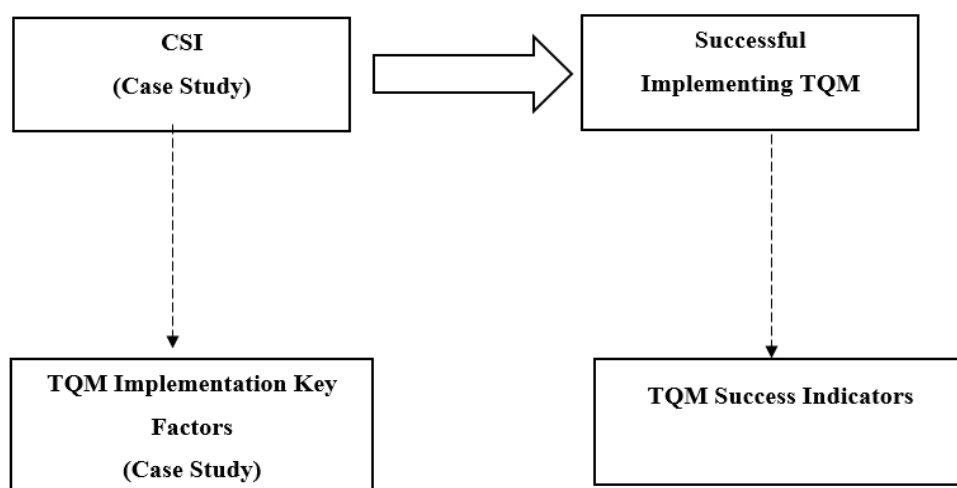 CSI
(Case Study)
Successful
Implementing TQM
TQM Implementation Key
Factors
(Case Study)
TQM Success Indicators